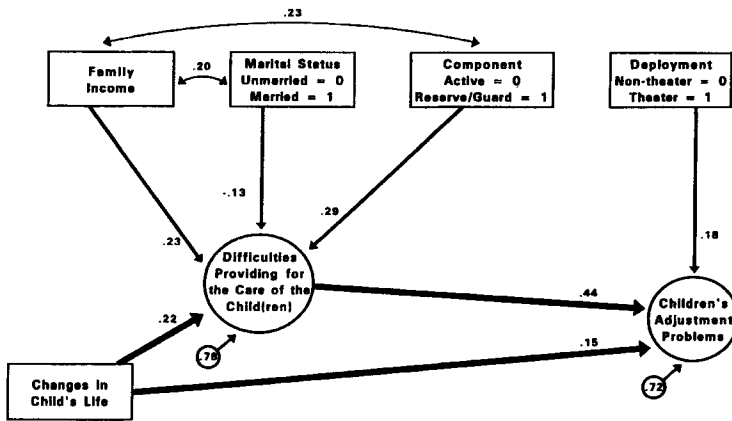 .23
Family
Income
.20
Marital Status
Unmarried = 0
Married = 1
Component
Active = 0
Reserve/Guard = 1
Deployment
Non-theater = 0
Theater = 1
.23
-.13
.29
.18
Difficulties
Providing for
the Care of the
Child(ren)
.44
Children's
Adjustment
Problems
.22
.15
.76
.72
Changes in
Child's Life